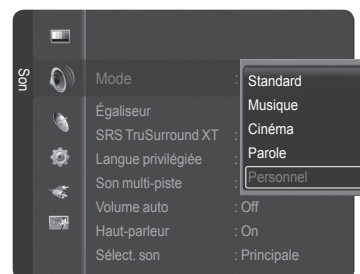 Son
Mode : Standard
Musique
Égaliseur
Cinéma
SRS TruSurround XT :
Parole
Langue privilégiée :
Personnel
Son multi-piste :
Volume auto : Off
Haut-parleur : On
Sélect. son : Principale